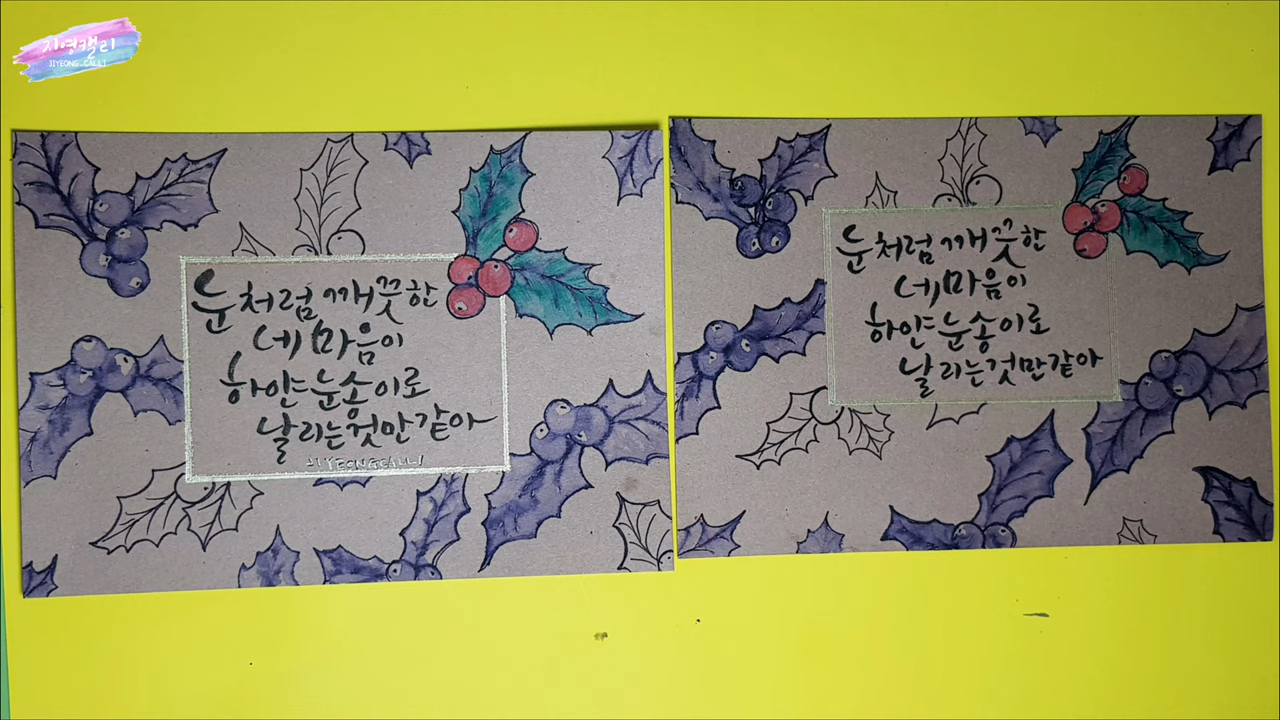 지영캘리
JIYEONG.CALLI
눈처럼 깨끗한
네 마음이
하얀 눈송이로
날리는것만같아
JIYEONGCALLI
눈처럼 깨끗한
네 마음이
하얀 눈송이로
날리는것만같아